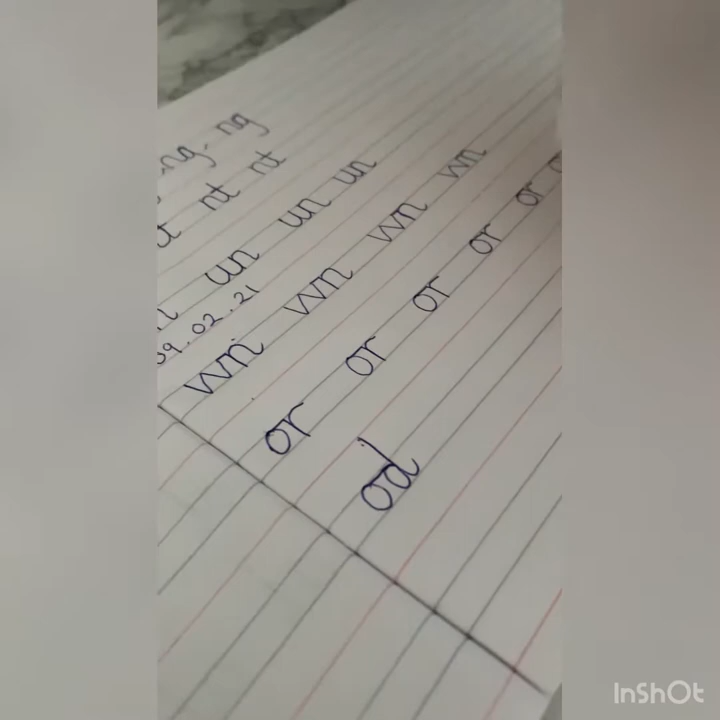 ng. ng
nt nt
un un un
09.02.21
wn wn wn wn
or or or or or
od
InShOt